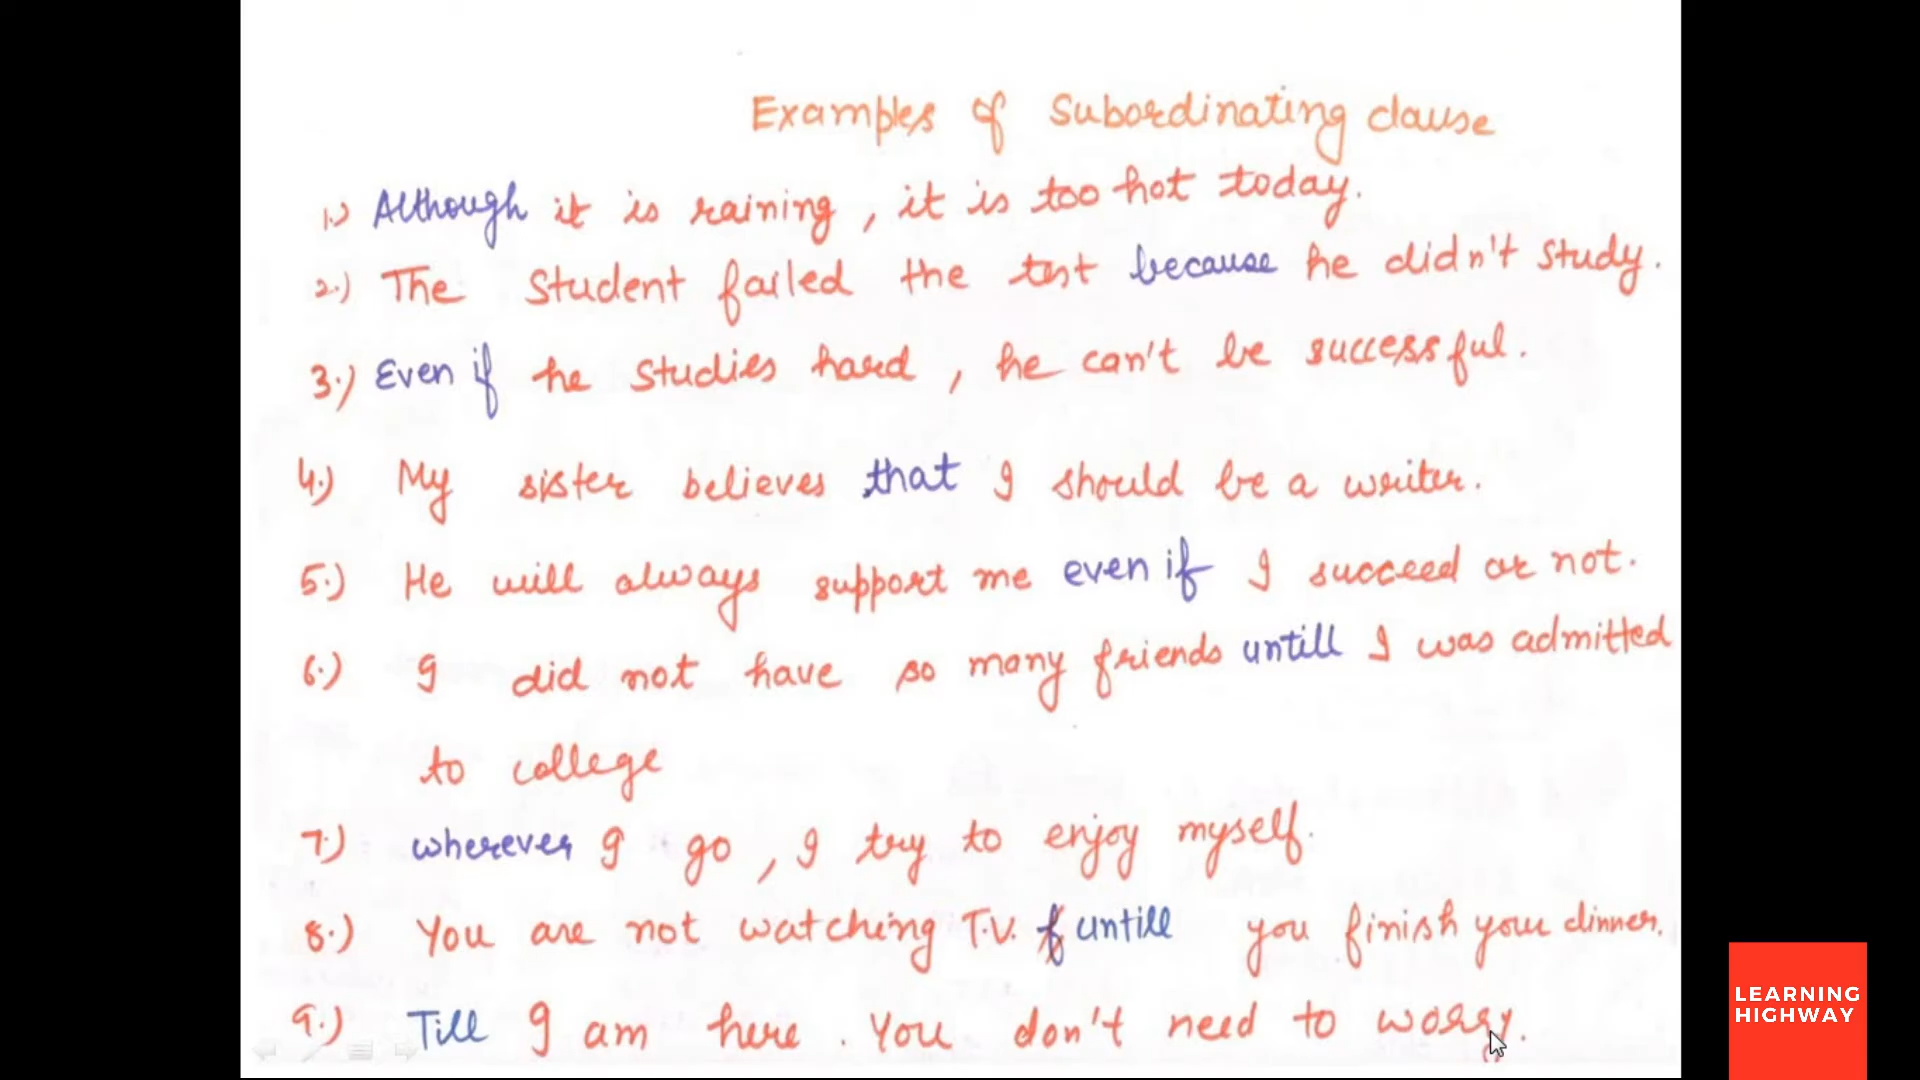 Examples of Subordinating clause
1.) Although it is raining, it is too hot today.
2.) The Student failed the test because he didn't study.
3.) Even if he studies hard, he can't be successful.
4.) My sister believes that I should be a writer.
5.) He will always support me even if I succeed or not.
6.) I did not have so many friends untill I was admitted
to college
7.) wherever I go, I try to enjoy myself.
8.) You are not watching T.V. untill you finish your dinner.
9.) Till I am here. You don't need to worry.
LEARNING
HIGHWAY